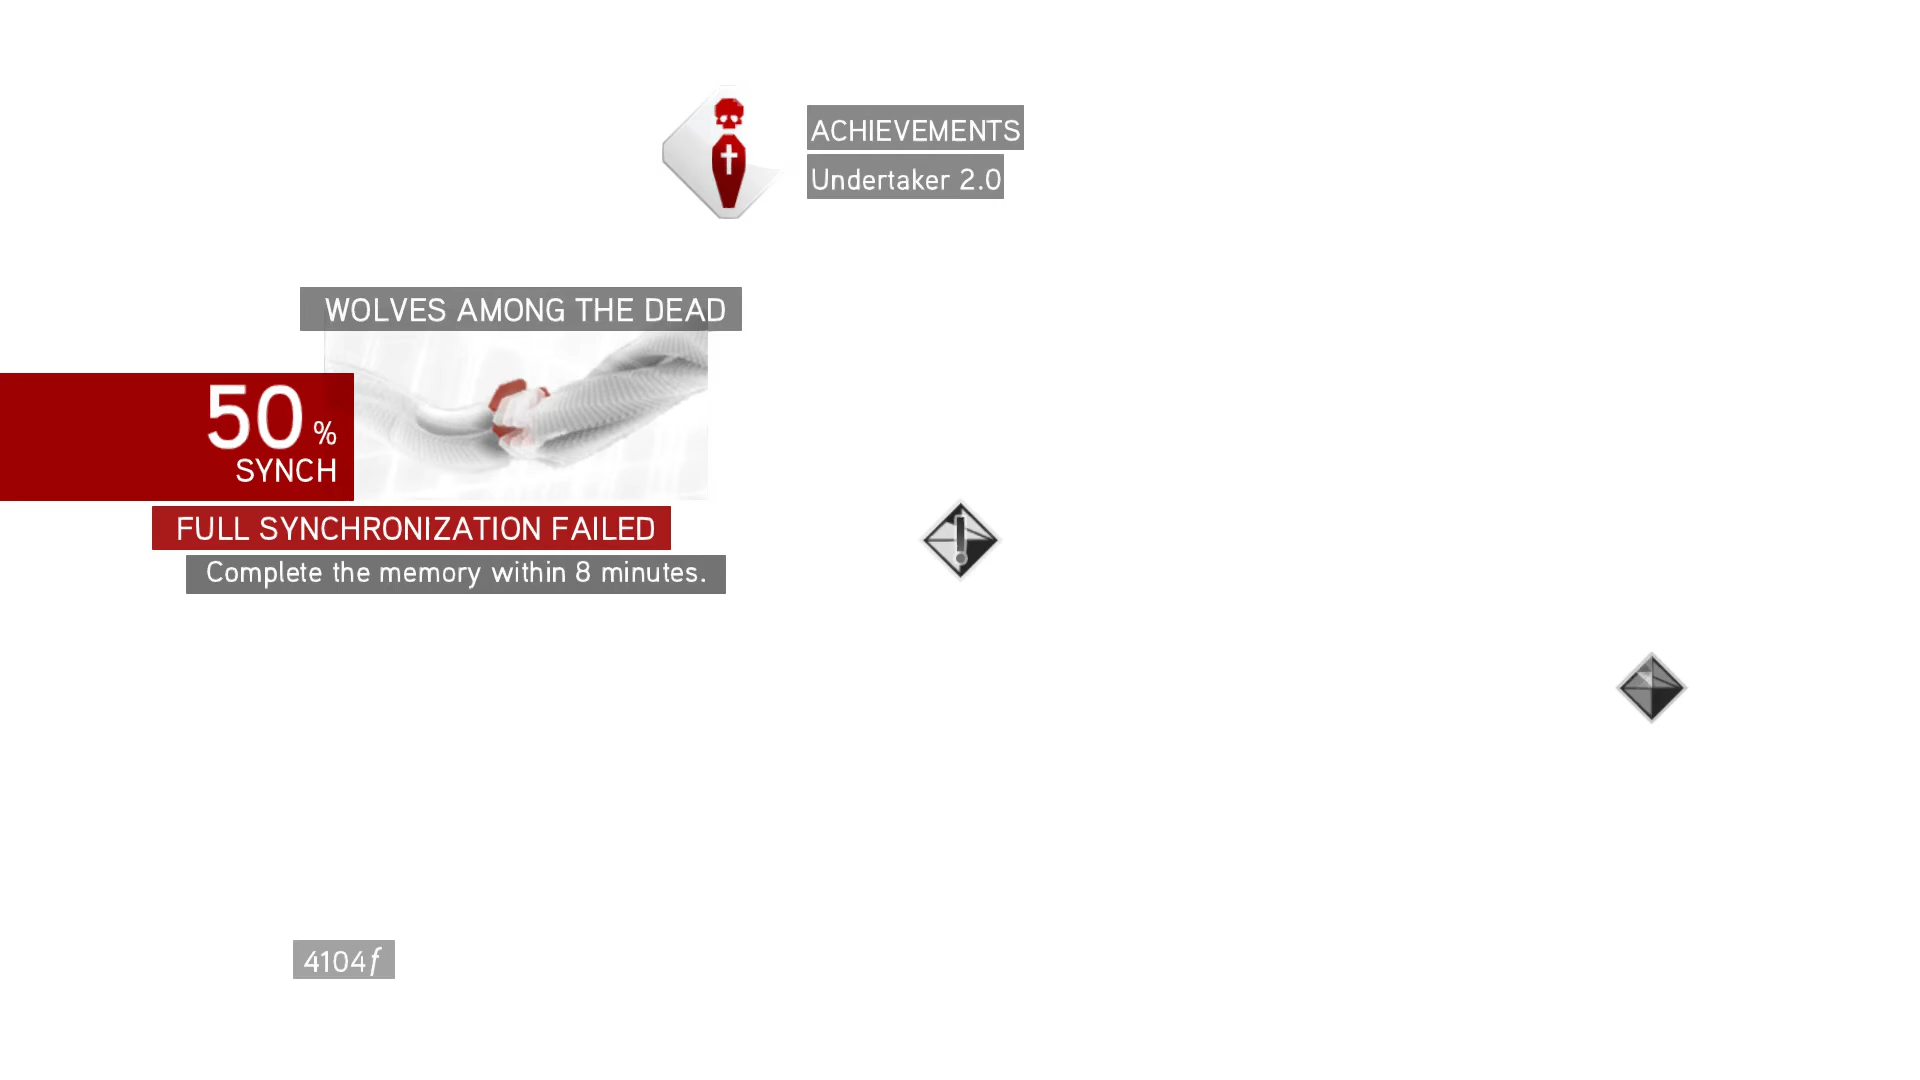 ACHIEVEMENTS
Undertaker 2.0
WOLVES AMONG THE DEAD
50 %
SYNCH
FULL SYNCHRONIZATION FAILED
Complete the memory within 8 minutes.
4104ƒ